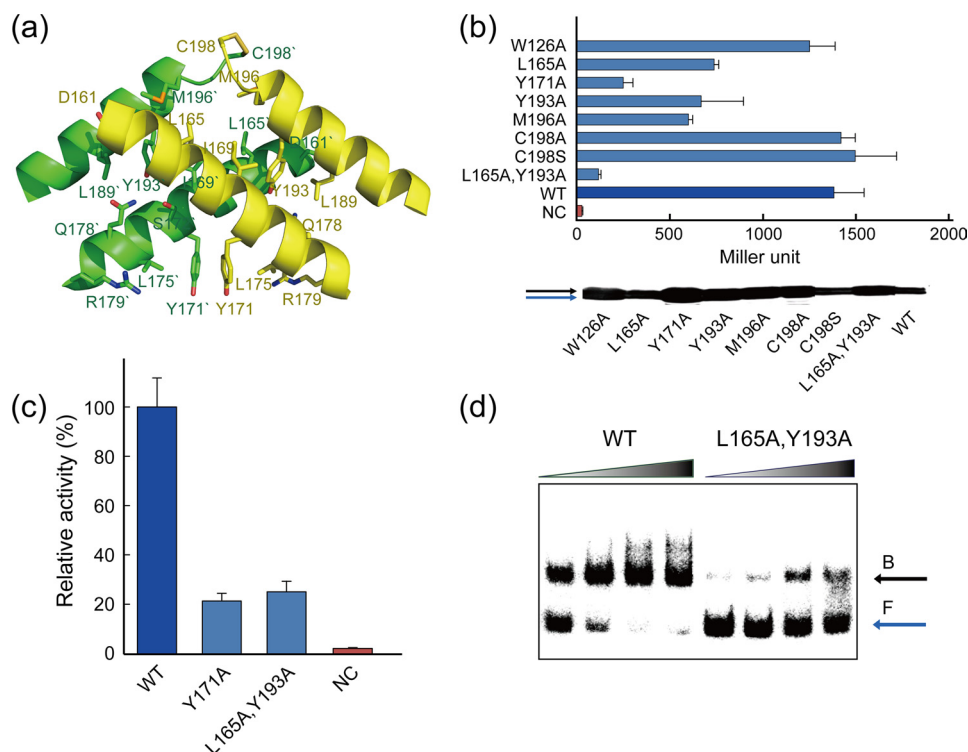 (a)
C198
C198`
M196
D161
M196`
L165
L165`
D161`
I169
I169`
L189`
Y193`
Y193
L189
Q178`
Q178
L175`
L175
R179`
R179
Y171`
Y171
(b)
W126A
L165A
Y171A
Y193A
M196A
C198A
C198S
L165A,Y193A
WT
NC
0
500
1000
1500
2000
Miller unit
W126A
L165A
Y171A
Y193A
M196A
C198A
C198S
L165A,Y193A
WT
(c)
Relative activity (%)
100
80
60
40
20
0
WT
Y171A
L165A,Y193A
NC
(d)
WT
L165A,Y193A
B
F